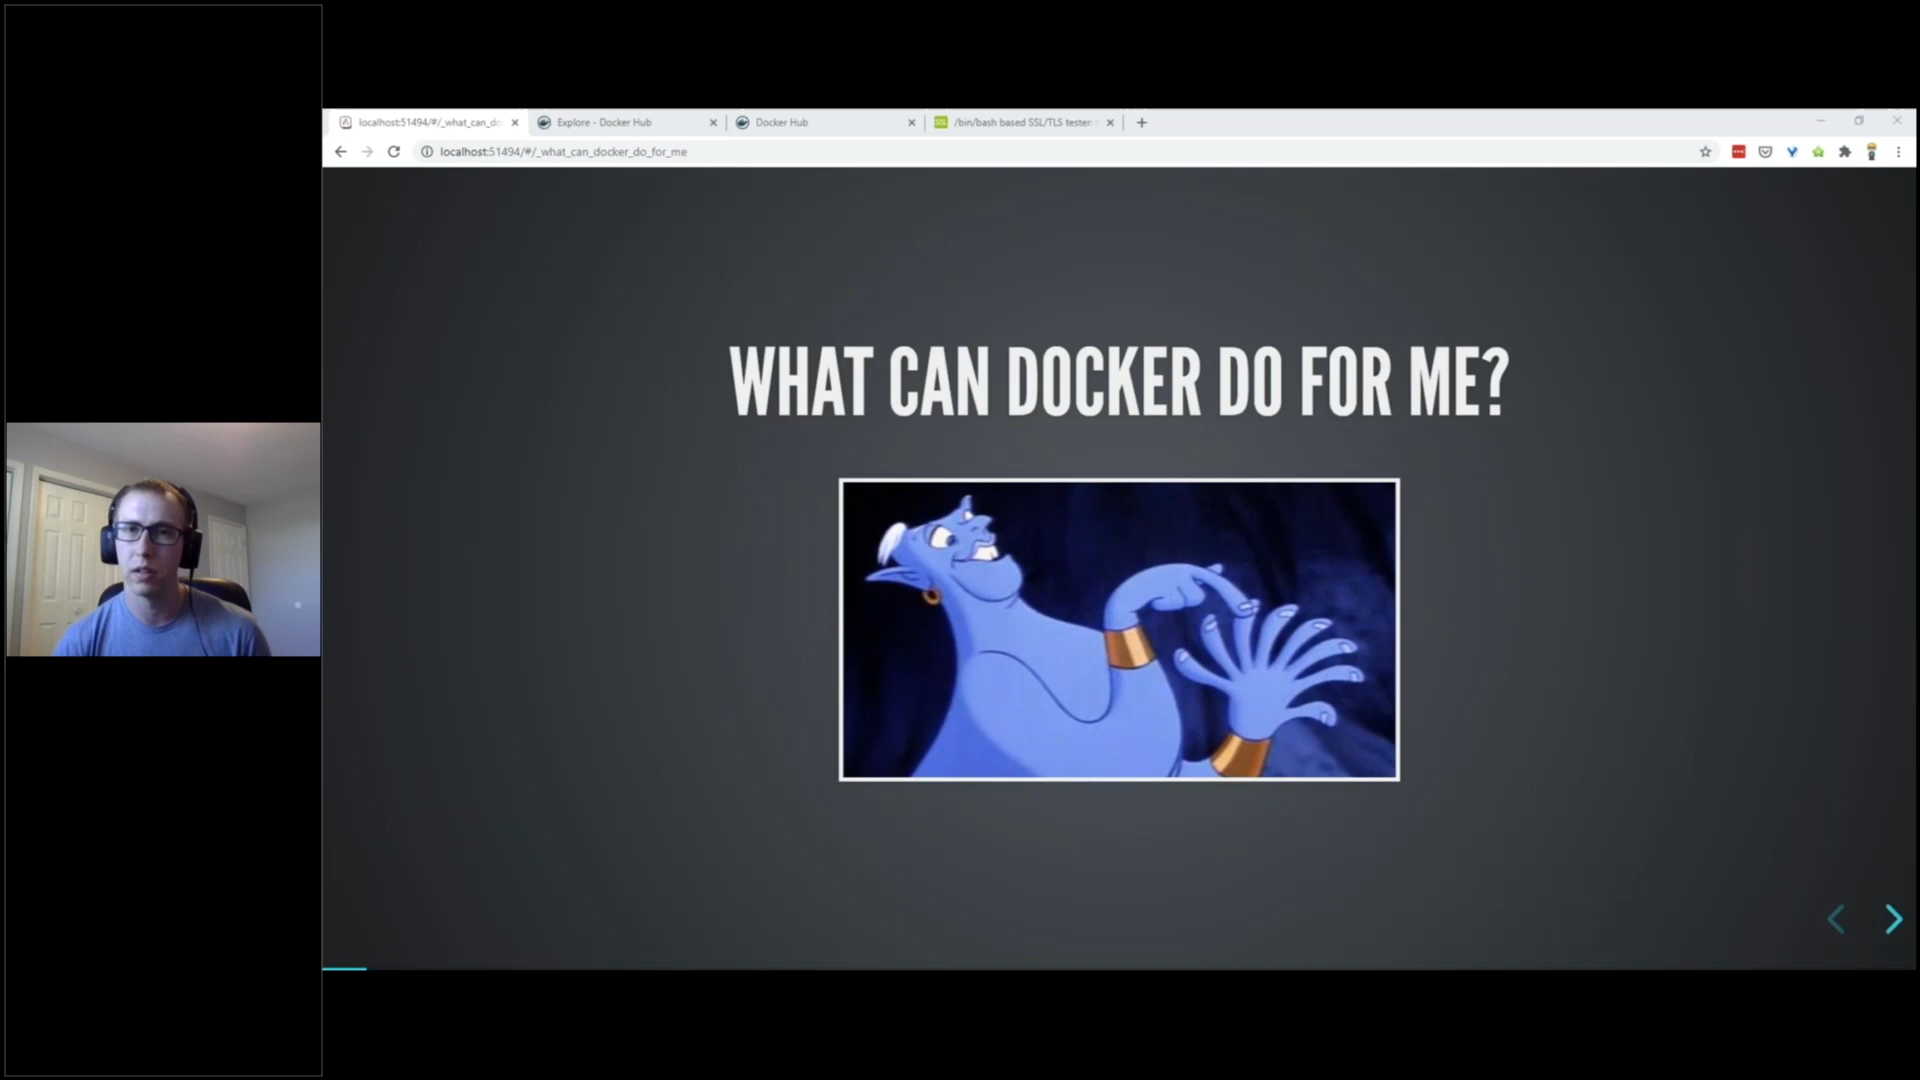 localhost:51494/#/_what_can_do
Explore - Docker Hub
Docker Hub
/bin/bash based SSL/TLS tester:
localhost:51494/#/_what_can_docker_do_for_me
WHAT CAN DOCKER DO FOR ME?